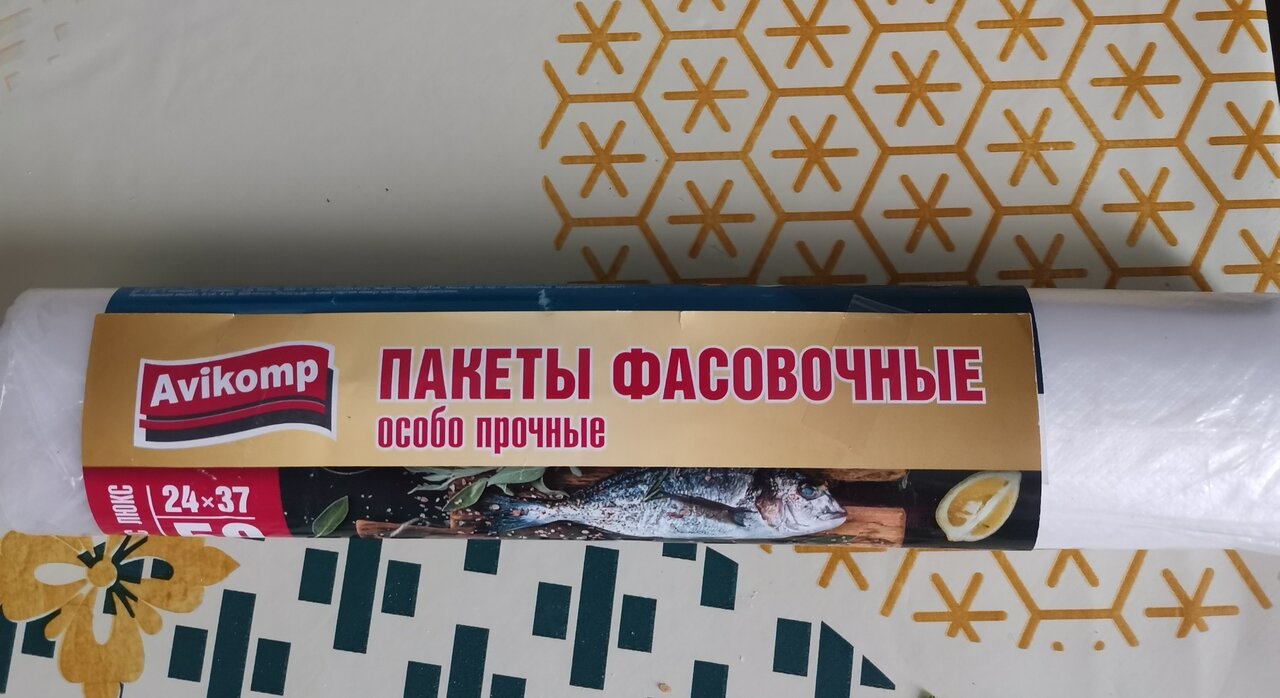 Avikomp
ПАКЕТЫ ФАСОВОЧНЫЕ
особо прочные
ЛЮКС
24×37